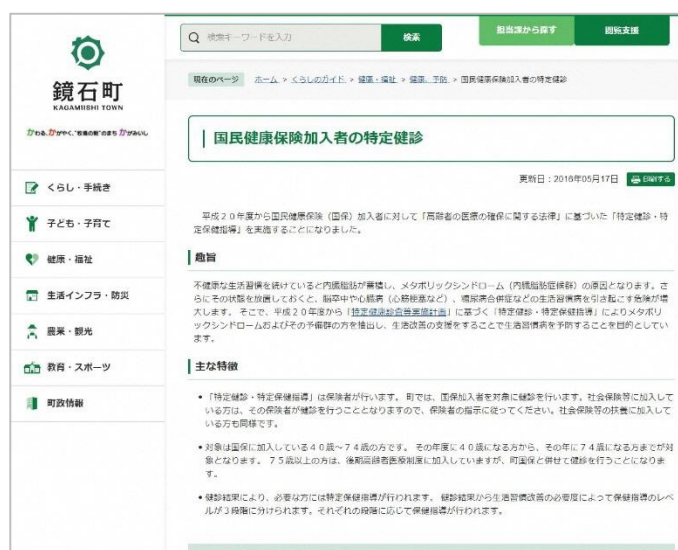 検索キーワードを入力
検索
担当課から探す
閲覧支援
鏡石町
KAGAMIISHI TOWN
かわる、かがやく、“牧場の朝”のまち かがみいし
現在のページ ホーム > くらしのガイド > 健康・福祉 > 健康、予防 > 国民健康保険加入者の特定健診
国民健康保険加入者の特定健診
更新日：2016年05月17日
印刷する
くらし・手続き
子ども・子育て
健康・福祉
生活インフラ・防災
農業・観光
教育・スポーツ
町政情報
平成２０年度から国民健康保険（国保）加入者に対して「高齢者の医療の確保に関する法律」に基づいた「特定健診・特
定保健指導」を実施することになりました。
趣旨
不健康な生活習慣を続けていると内臓脂肪が蓄積し、メタボリックシンドローム（内臓脂肪症候群）の原因となります。さ
らにその状態を放置しておくと、脳卒中や心臓病（心筋梗塞など）、糖尿病合併症などの生活習慣病を引き起こす危険が増
大します。 そこで、平成２０年度から「特定健康診査等実施計画」に基づく「特定健診・特定保健指導」によりメタボリ
ックシンドロームおよびその予備群の方を抽出し、生活改善の支援をすることで生活習慣病を予防することを目的としてい
ます。
主な特徴
• 「特定健診・特定保健指導」は保険者が行います。 町では、国保加入者を対象に健診を行います。社会保険等に加入して
いる方は、その保険者が健診を行うこととなりますので、保険者の指示に従ってください。社会保険等の扶養に加入して
いる方も同様です。
• 対象は国保に加入している４０歳～７４歳の方です。 その年度に４０歳になる方から、その年に７４歳になる方までが対
象となります。 ７５歳以上の方は、後期高齢者医療制度に加入していますが、町国保と併せて健診を行うことになりま
す。
• 健診結果により、必要な方には特定保健指導が行われます。 健診結果から生活習慣改善の必要度によって保健指導のレベ
ルが３段階に分けられます。それぞれの段階に応じて保健指導が行われます。